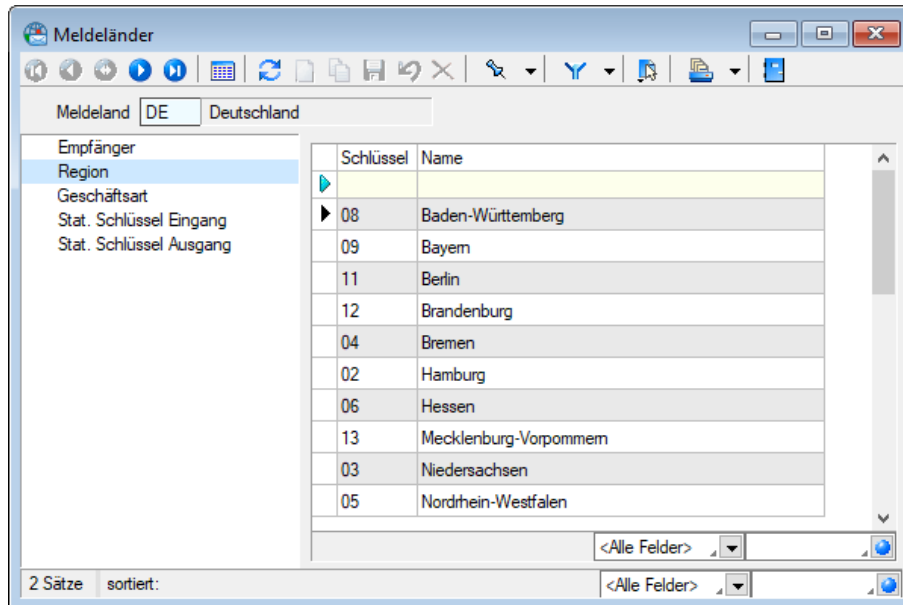 Meldeländer
Meldeland DE Deutschland
Empfänger
Region
Geschäftsart
Stat. Schlüssel Eingang
Stat. Schlüssel Ausgang
Schlüssel Name
08 Baden-Württemberg
09 Bayern
11 Berlin
12 Brandenburg
04 Bremen
02 Hamburg
06 Hessen
13 Mecklenburg-Vorpommern
03 Niedersachsen
05 Nordrhein-Westfalen
<Alle Felder>
2 Sätze sortiert: <Alle Felder>